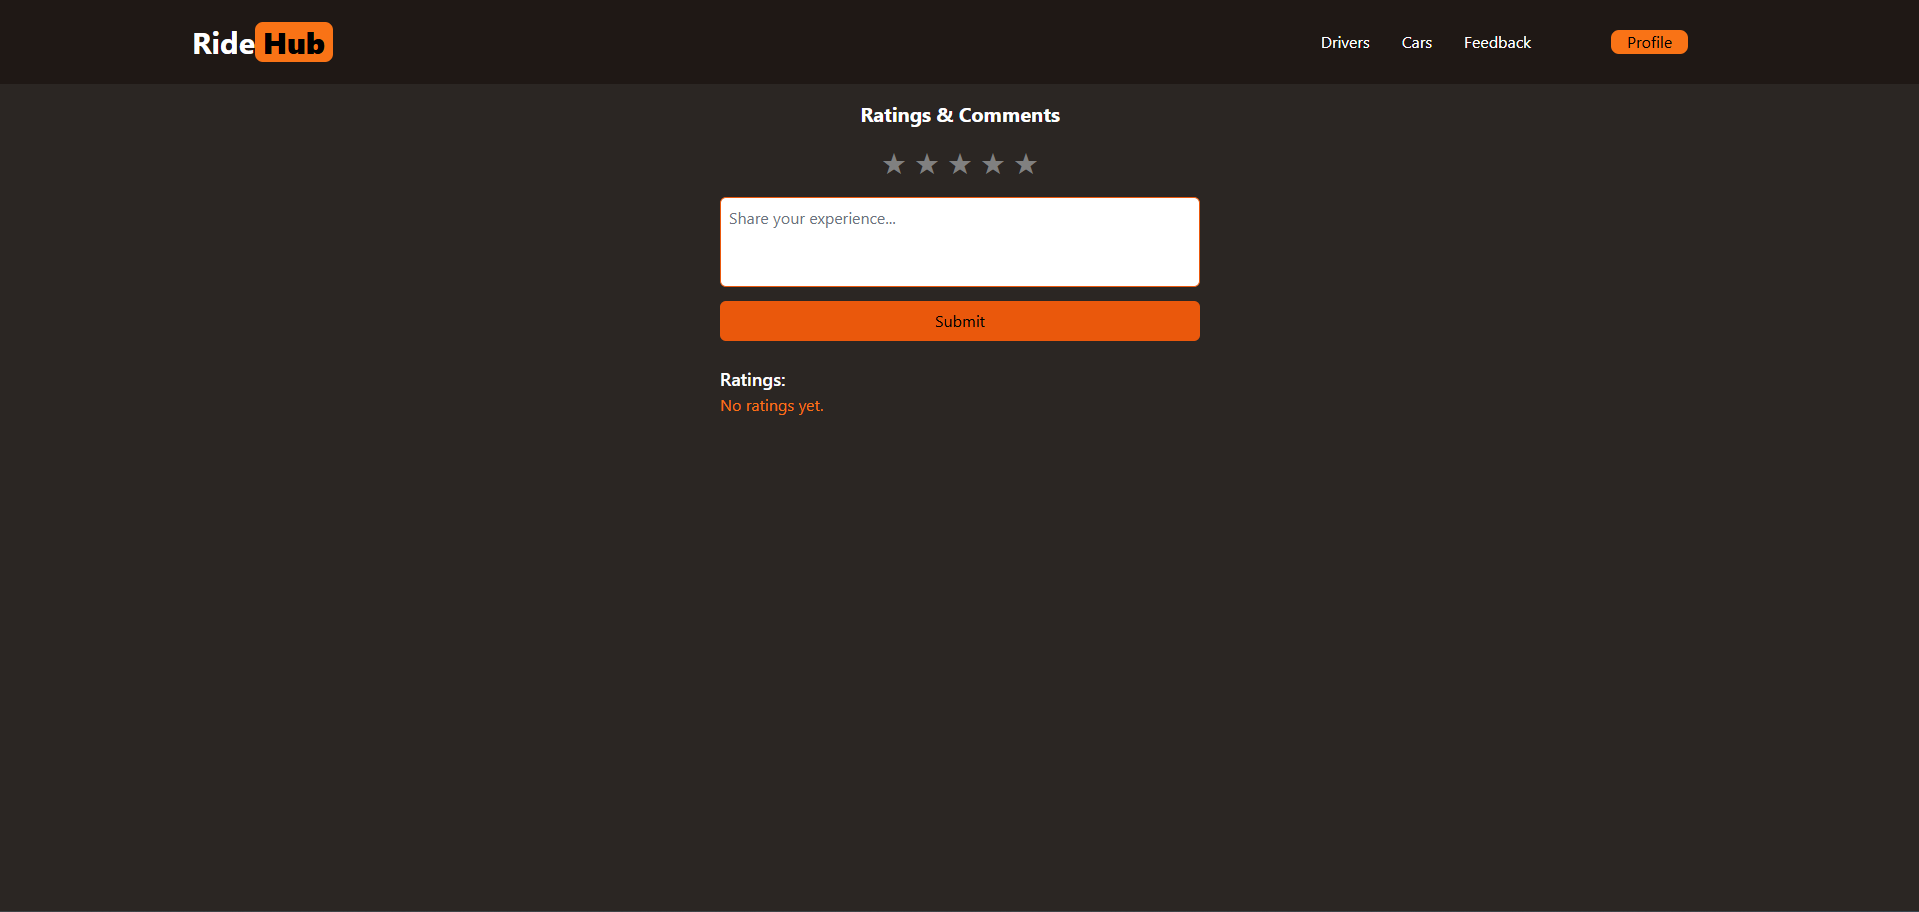 Ride Hub
Drivers Cars Feedback Profile
Ratings & Comments
★ ★ ★ ★ ★
Share your experience...
Submit
Ratings:
No ratings yet.